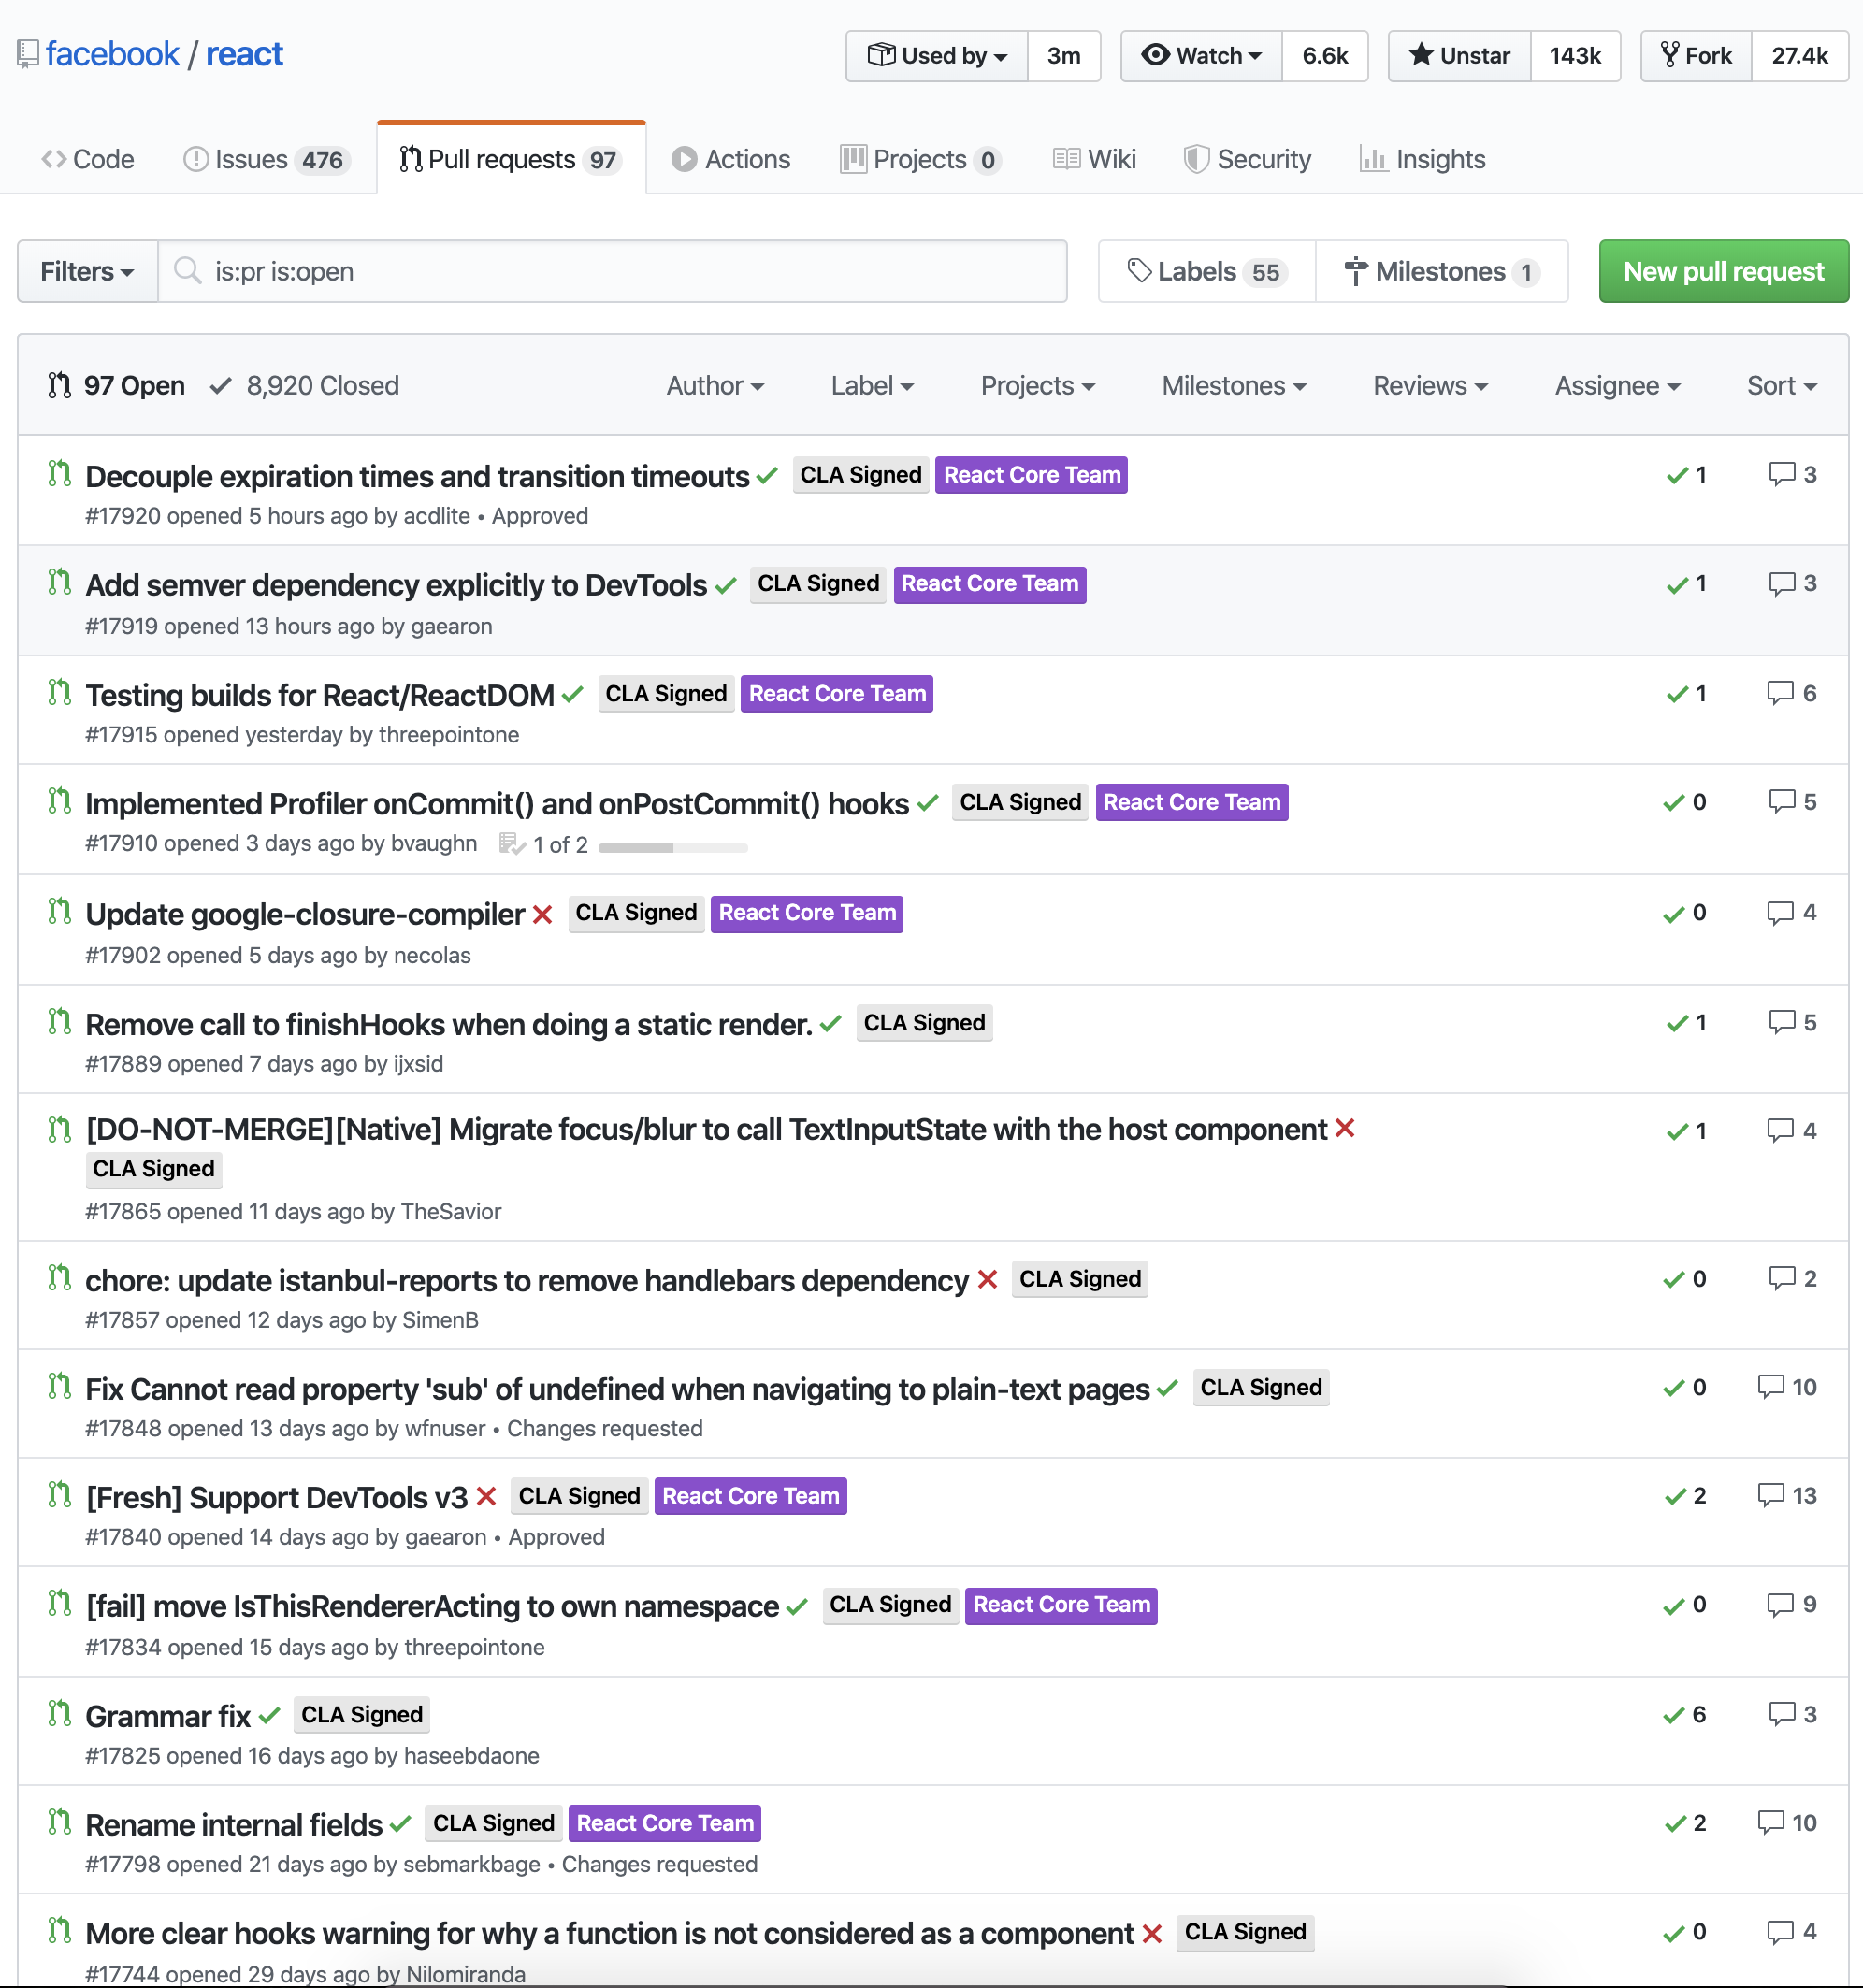 facebook / react
Used by 3m Watch 6.6k Unstar 143k Fork 27.4k
Code Issues 476 Pull requests 97 Actions Projects 0 Wiki Security Insights
Filters is:pr is:open Labels 55 Milestones 1 New pull request
97 Open 8,920 Closed Author Label Projects Milestones Reviews Assignee Sort
Decouple expiration times and transition timeouts CLA Signed React Core Team 1 3
#17920 opened 5 hours ago by acdlite • Approved
Add semver dependency explicitly to DevTools CLA Signed React Core Team 1 3
#17919 opened 13 hours ago by gaearon
Testing builds for React/ReactDOM CLA Signed React Core Team 1 6
#17915 opened yesterday by threepointone
Implemented Profiler onCommit() and onPostCommit() hooks CLA Signed React Core Team 0 5
#17910 opened 3 days ago by bvaughn 1 of 2
Update google-closure-compiler CLA Signed React Core Team 0 4
#17902 opened 5 days ago by necolas
Remove call to finishHooks when doing a static render. CLA Signed 1 5
#17889 opened 7 days ago by ijxsid
[DO-NOT-MERGE][Native] Migrate focus/blur to call TextInputState with the host component 1 4
CLA Signed
#17865 opened 11 days ago by TheSavior
chore: update istanbul-reports to remove handlebars dependency CLA Signed 0 2
#17857 opened 12 days ago by SimenB
Fix Cannot read property 'sub' of undefined when navigating to plain-text pages CLA Signed 0 10
#17848 opened 13 days ago by wfnuser • Changes requested
[Fresh] Support DevTools v3 CLA Signed React Core Team 2 13
#17840 opened 14 days ago by gaearon • Approved
[fail] move IsThisRendererActing to own namespace CLA Signed React Core Team 0 9
#17834 opened 15 days ago by threepointone
Grammar fix CLA Signed 6 3
#17825 opened 16 days ago by haseebdaone
Rename internal fields CLA Signed React Core Team 2 10
#17798 opened 21 days ago by sebmarkbage • Changes requested
More clear hooks warning for why a function is not considered as a component CLA Signed 0 4
#17744 opened 29 days ago by Nilomiranda